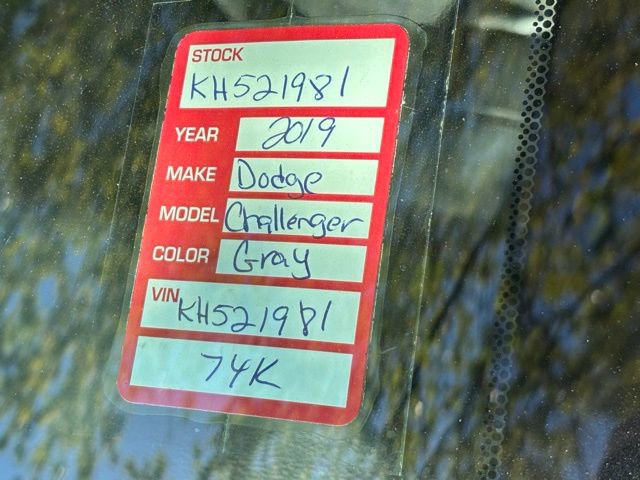 STOCK
KH521981
YEAR 2019
MAKE Dodge
MODEL Challenger
COLOR Gray
VIN KH521981
74K